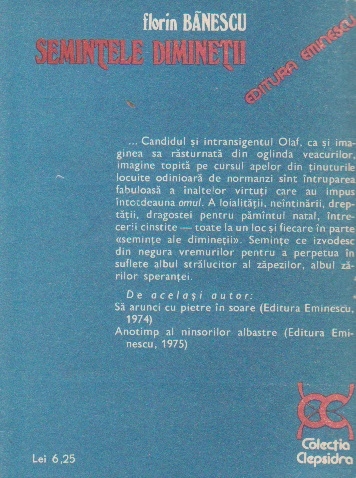 florin BĂNESCU
SEMINȚELE DIMINEȚII
EDITURA EMINESCU
... Candidul și intransigentul Olaf, ca și ima-
ginea sa răsturnată din oglinda veacurilor,
imagine topită pe cursul apelor din ținuturile
locuite odinioară de normanzi sînt întruparea
fabuloasă a înaltelor virtuți care au impus
întotdeauna omul. A loialității, neîntinării, drep-
tății, dragostei pentru pămîntul natal, între-
cerii cinstite — toate la un loc și fiecare în parte
«semințe ale dimineții». Semințe ce izvodesc
din negura vremurilor pentru a perpetua în
suflete albul strălucitor al zăpezilor, albul ză-
rilor speranței.
De același autor:
Să arunci cu pietre în soare (Editura Eminescu,
1974)
Anotimp al ninsorilor albastre (Editura Emi-
nescu, 1975)
Lei 6,25
Colecția
Clepsidra